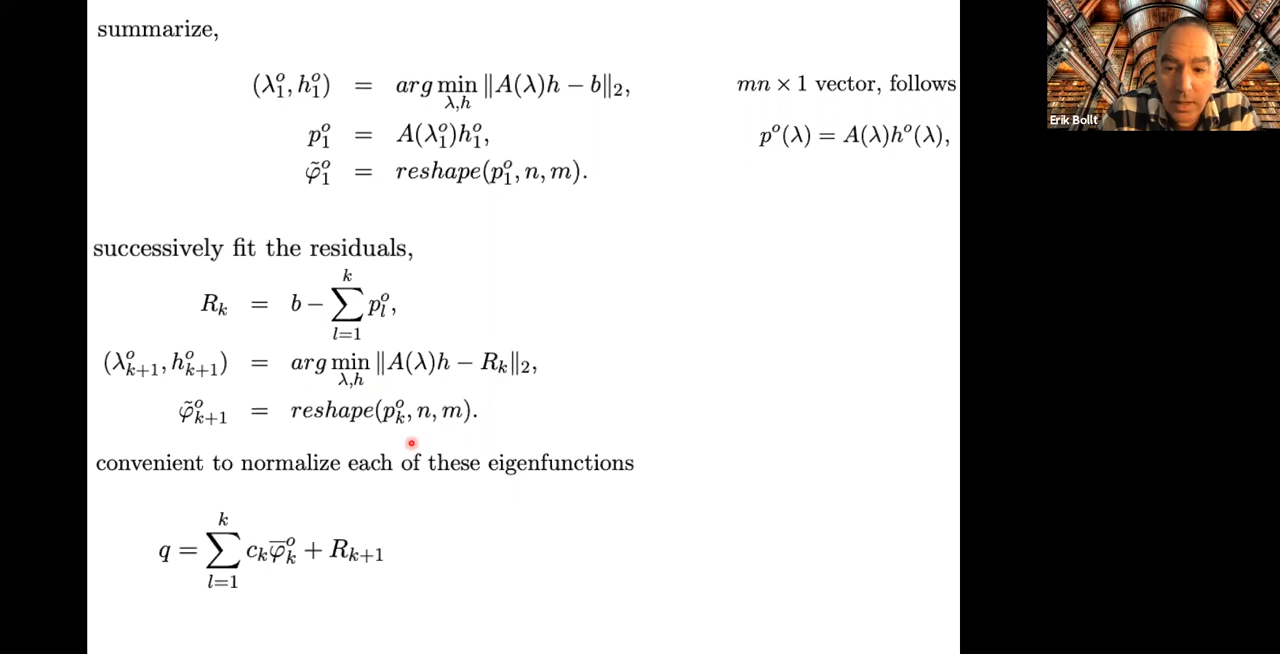 summarize,
(λ₁ᵒ, h₁ᵒ) = arg min_{λ,h} ‖A(λ)h − b‖₂, mn × 1 vector, follows
p₁ᵒ = A(λ₁ᵒ)h₁ᵒ, pᵒ(λ) = A(λ)hᵒ(λ),
φ̃₁ᵒ = reshape(p₁ᵒ, n, m).
Erik Bollt
successively fit the residuals,
R_k = b − ∑_{l=1}^{k} p_lᵒ,
(λ_{k+1}ᵒ, h_{k+1}ᵒ) = arg min_{λ,h} ‖A(λ)h − R_k‖₂,
φ̃_{k+1}ᵒ = reshape(p_kᵒ, n, m).
convenient to normalize each of these eigenfunctions
q = ∑_{l=1}^{k} c_k φ̅_kᵒ + R_{k+1}